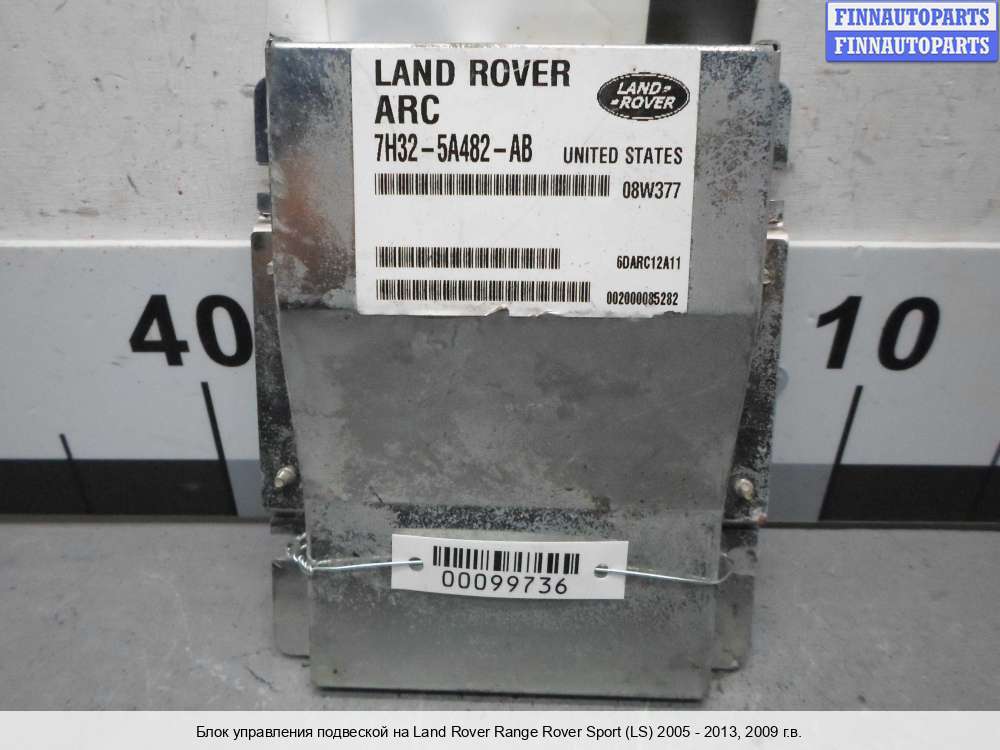 FINNAUTOPARTS
FINNAUTOPARTS
LAND ROVER
ARC
LAND-
-ROVER
7H32-5A482-AB UNITED STATES
08W377
6DARC12A11
002000085282
40
10
00099736
Блок управления подвеской на Land Rover Range Rover Sport (LS) 2005 - 2013, 2009 г.в.